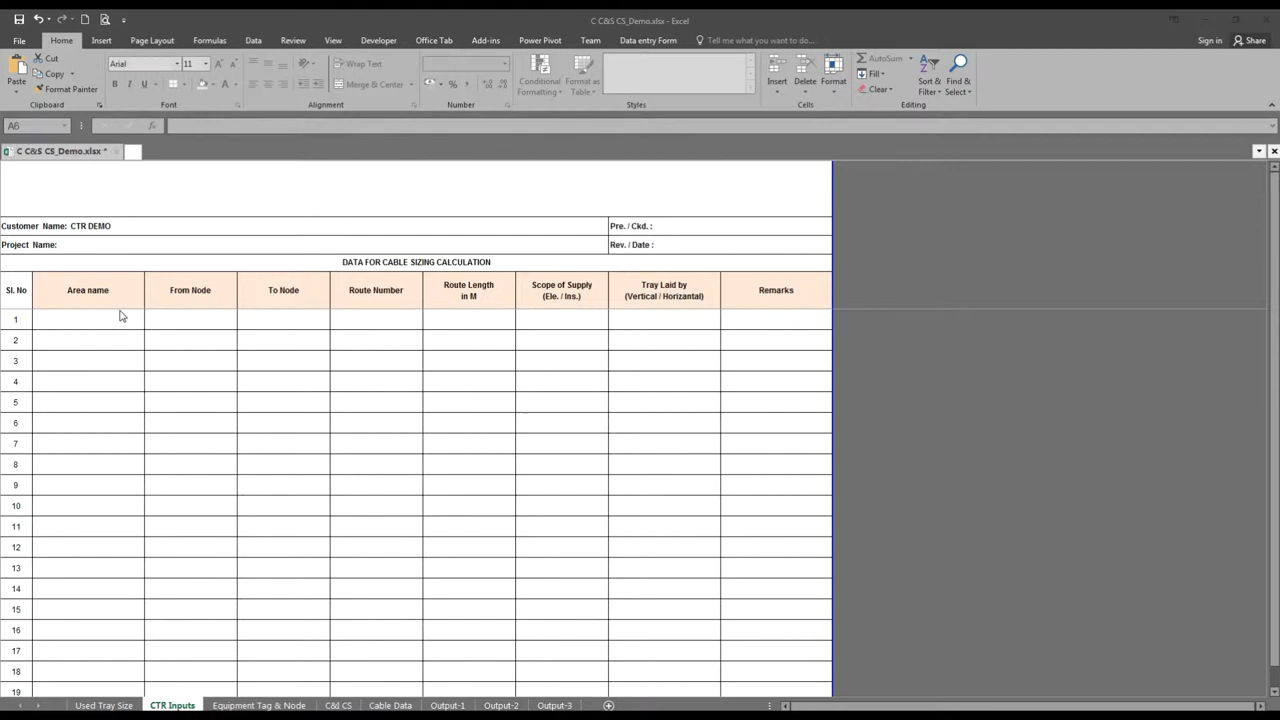 C C&S CS_Demo.xlsx - Excel
File Home Insert Page Layout Formulas Data Review View Developer Office Tab Add-ins Power Pivot Team Data entry Form Tell me what you want to do... Sign in Share
Paste Cut Copy Format Painter
Arial 11
Wrap Text
Merge & Center
Conditional Formatting Format as Table
Insert Delete Format
AutoSum
Fill
Clear
Sort & Filter Find & Select
Clipboard Font Alignment Number Styles Cells Editing
A6 fx
C C&S CS_Demo.xlsx *
Customer Name: CTR DEMO Pre. / Ckd. :
Project Name: Rev. / Date :
DATA FOR CABLE SIZING CALCULATION
Sl. No Area name From Node To Node Route Number Route Length in M Scope of Supply (Ele. / Ins.) Tray Laid by (Vertical / Horizantal) Remarks
1
2
3
4
5
6
7
8
9
10
11
12
13
14
15
16
17
18
19
Used Tray Size CTR Inputs Equipment Tag & Node C&I CS Cable Data Output-1 Output-2 Output-3